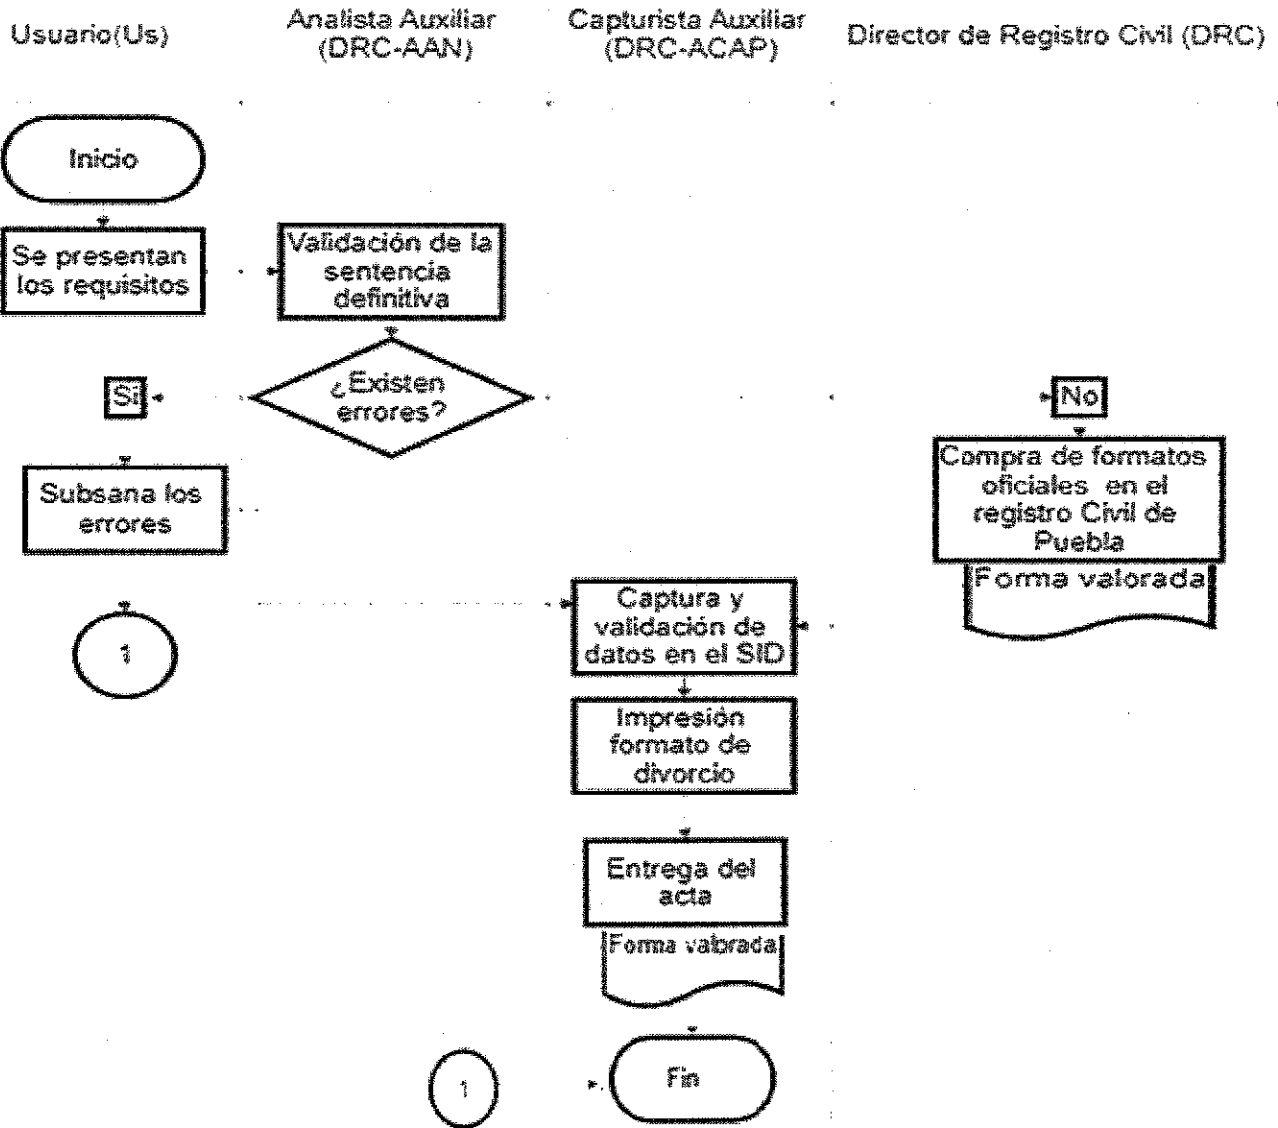 Usuario(Us)
Analista Auxiliar
(DRC-AAN)
Capturista Auxiliar
(DRC-ACAP)
Director de Registro Civil (DRC)
Inicio
Se presentan
los requisitos
Validación de la
sentencia
definitiva
¿Existen
errores?
Si
No
Subsana los
errores
Compra de formatos
oficiales en el
registro Civil de
Puebla
Forma valorada
1
Captura y
validación de
datos en el SID
Impresión
formato de
divorcio
Entrega del
acta
Forma valorada
1
Fin